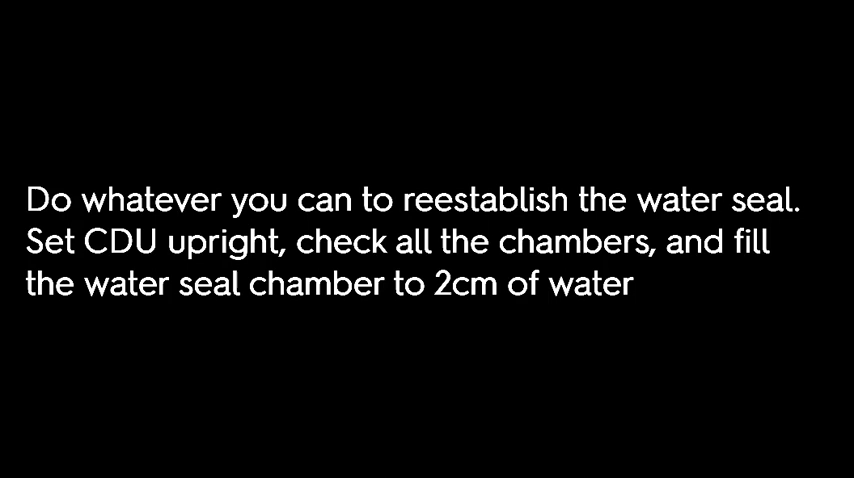 Do whatever you can to reestablish the water seal.
Set CDU upright, check all the chambers, and fill
the water seal chamber to 2cm of water